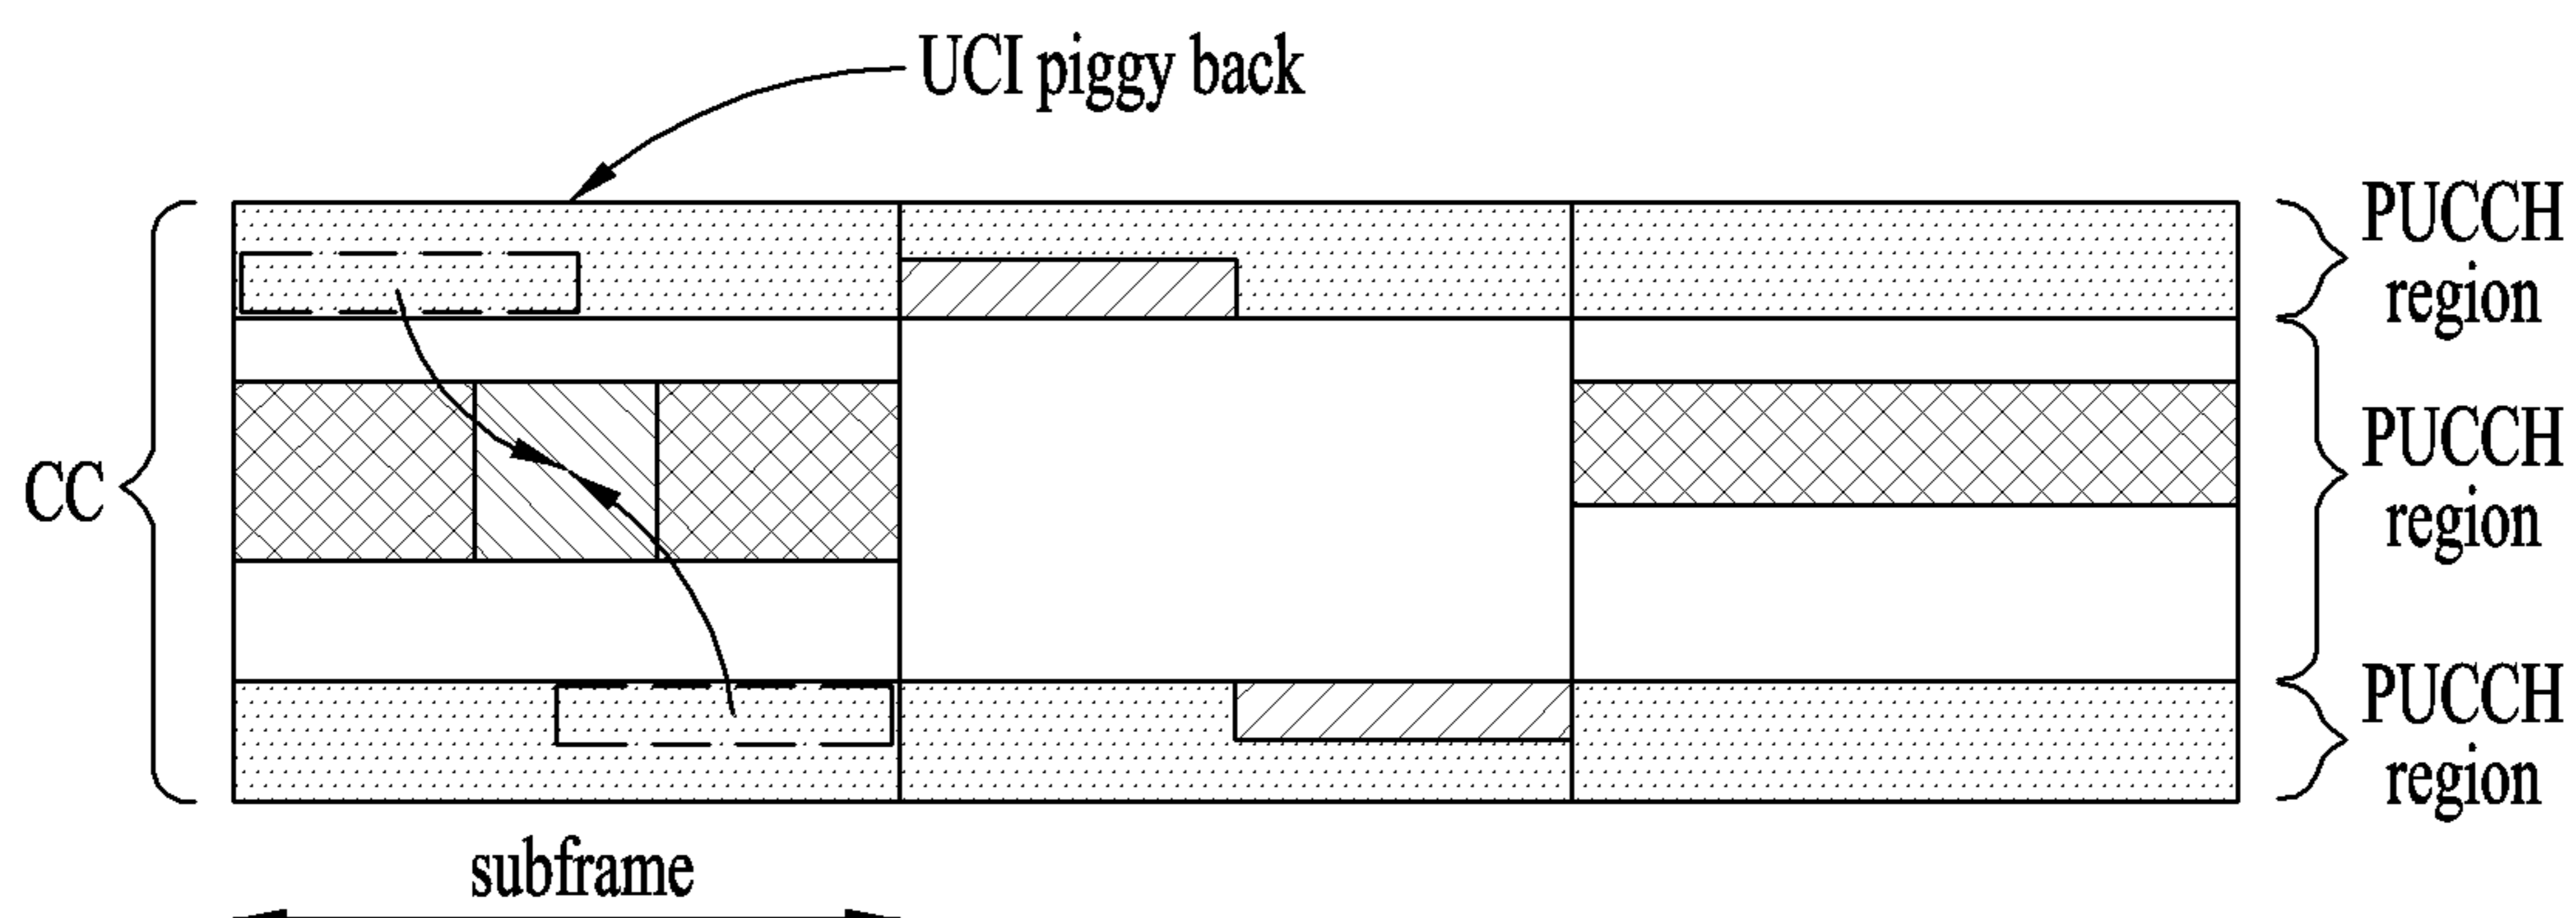 UCI piggy back
PUCCH
region
CC
PUCCH
region
PUCCH
region
subframe